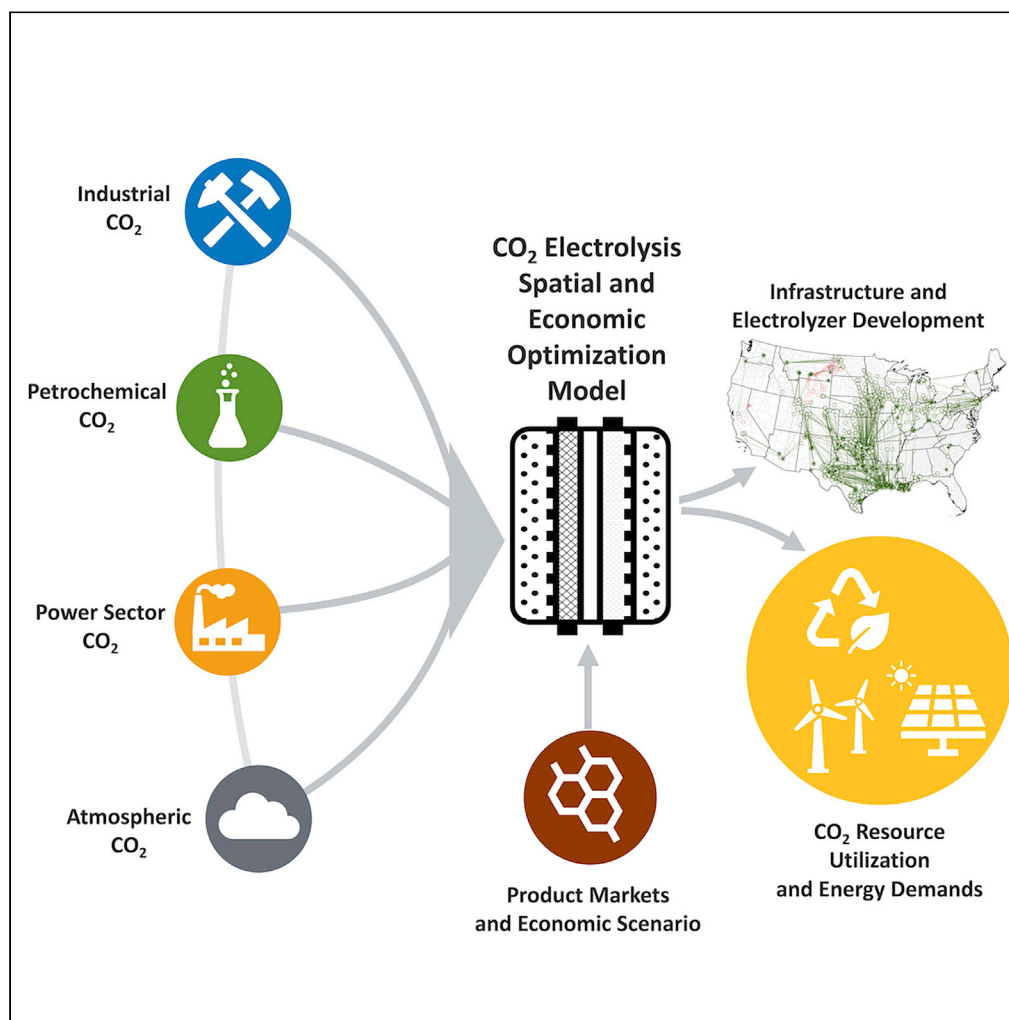 Industrial
CO₂
Petrochemical
CO₂
Power Sector
CO₂
Atmospheric
CO₂
CO₂ Electrolysis
Spatial and
Economic
Optimization
Model
Product Markets
and Economic Scenario
Infrastructure and
Electrolyzer Development
CO₂ Resource
Utilization
and Energy Demands